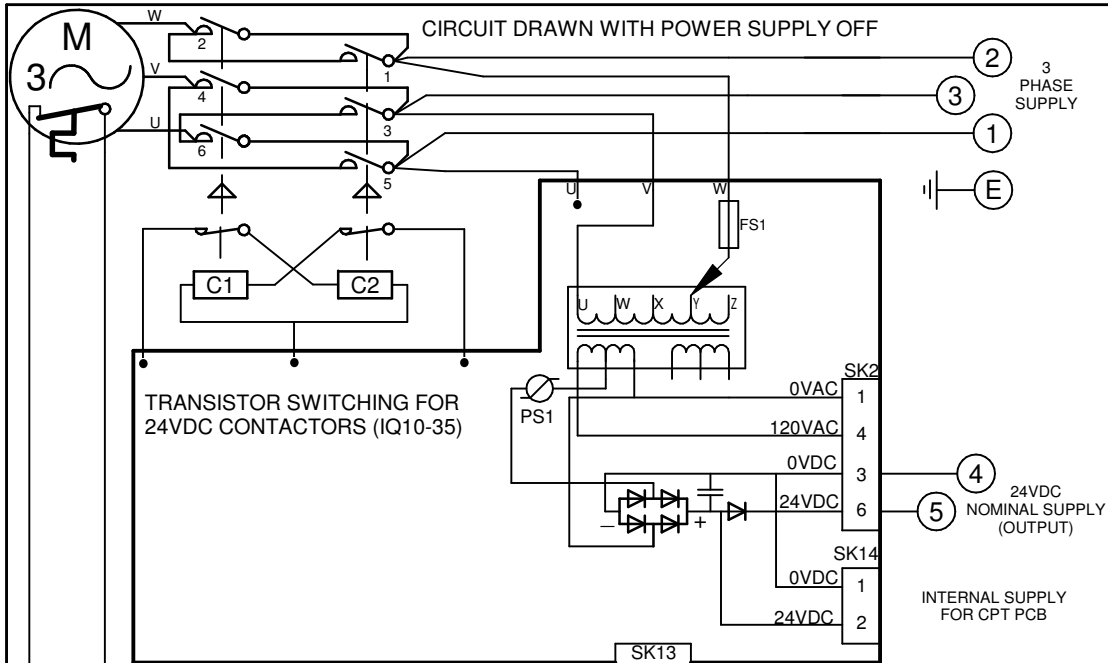 CIRCUIT DRAWN WITH POWER SUPPLY OFF
M
3
W
V
U
2
4
6
1
3
5
2
3
1
E
3
PHASE
SUPPLY
U
V
W
FS1
C1
C2
U
W
X
Y
Z
TRANSISTOR SWITCHING FOR
24VDC CONTACTORS (IQ10-35)
PS1
SK2
0VAC
1
120VAC
4
0VDC
3
24VDC
6
4
5
24VDC
NOMINAL SUPPLY
(OUTPUT)
–
+
SK14
0VDC
1
24VDC
2
INTERNAL SUPPLY
FOR CPT PCB
SK13